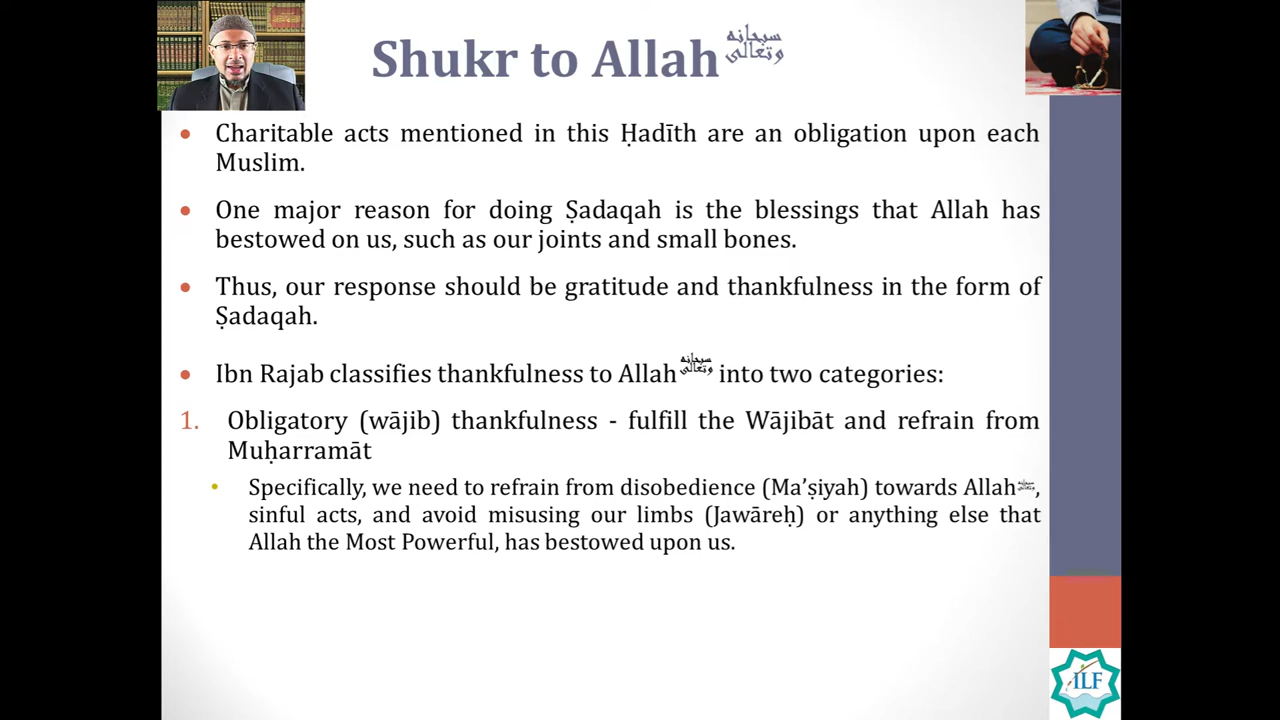 Shukr to Allah سبحانه وتعالى
• Charitable acts mentioned in this Ḥadīth are an obligation upon each
Muslim.
• One major reason for doing Ṣadaqah is the blessings that Allah has
bestowed on us, such as our joints and small bones.
• Thus, our response should be gratitude and thankfulness in the form of
Ṣadaqah.
• Ibn Rajab classifies thankfulness to Allah سبحانه وتعالى into two categories:
1. Obligatory (wājib) thankfulness - fulfill the Wājibāt and refrain from
Muḥarramāt
• Specifically, we need to refrain from disobedience (Ma’ṣiyah) towards Allah سبحانه وتعالى,
sinful acts, and avoid misusing our limbs (Jawāreḥ) or anything else that
Allah the Most Powerful, has bestowed upon us.
ILF